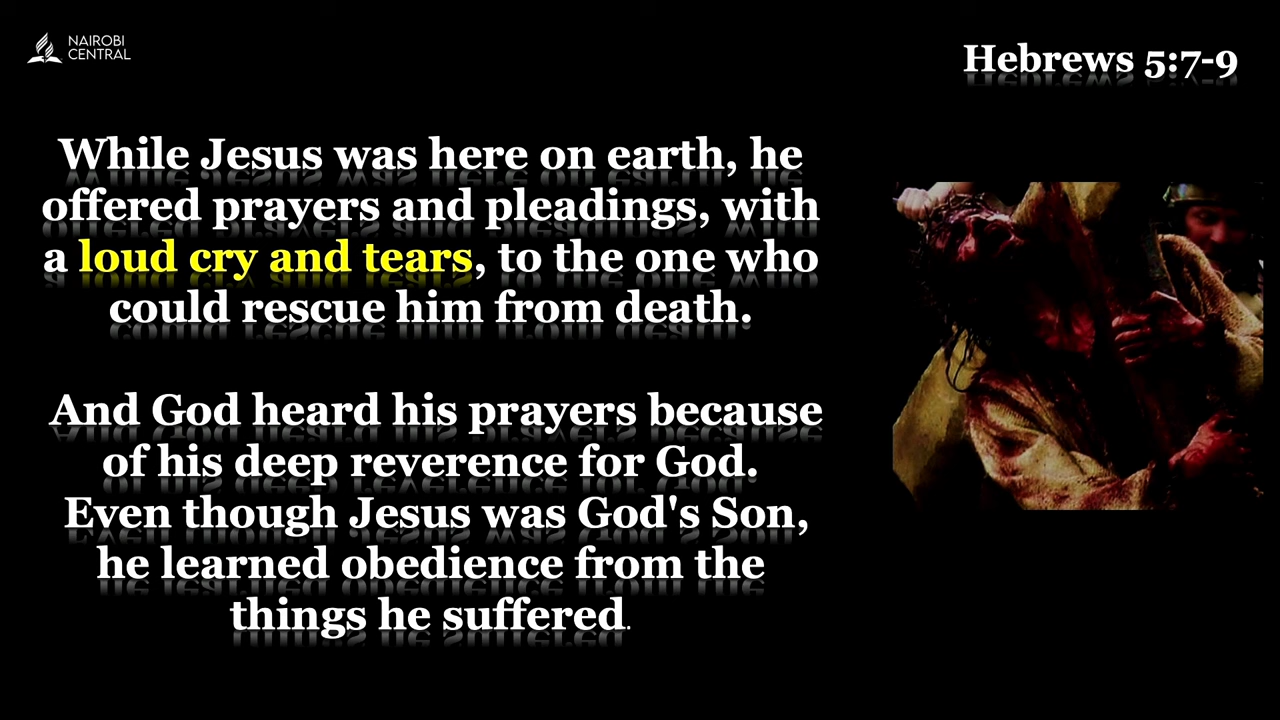 NAIROBI
CENTRAL
Hebrews 5:7-9
While Jesus was here on earth, he
offered prayers and pleadings, with
a loud cry and tears, to the one who
could rescue him from death.
And God heard his prayers because
of his deep reverence for God.
Even though Jesus was God's Son,
he learned obedience from the
things he suffered.